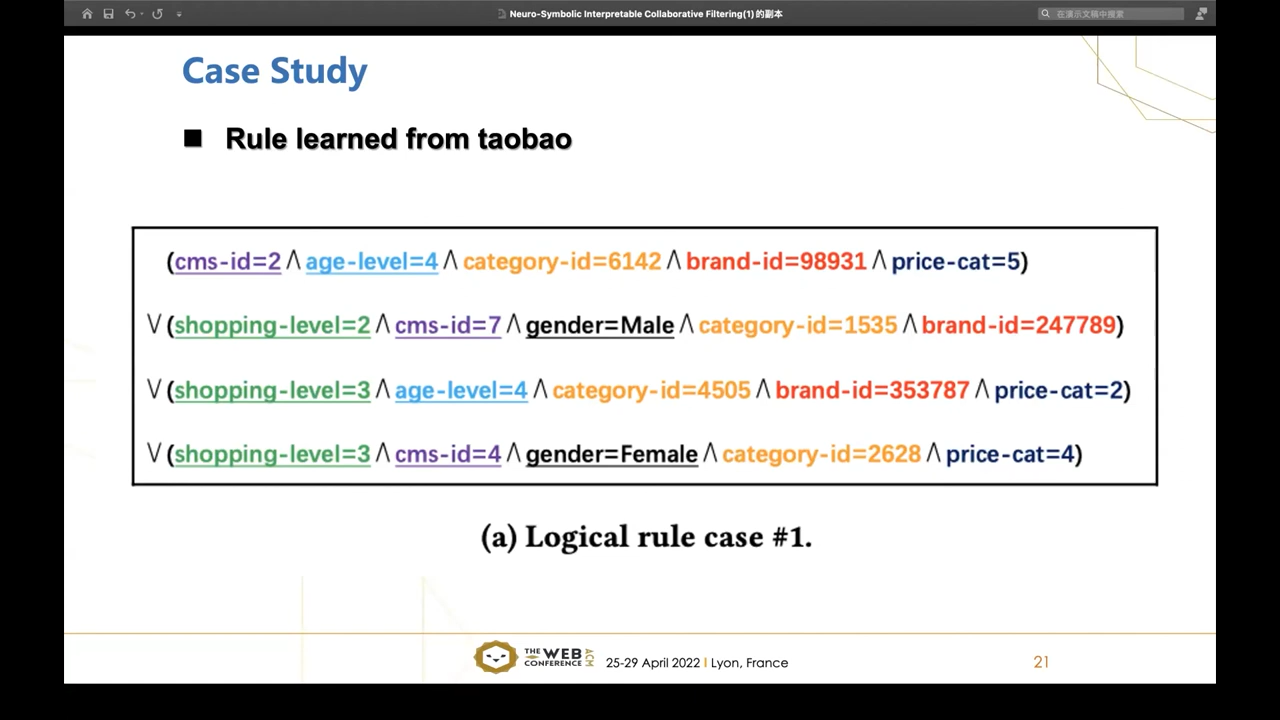 Neuro-Symbolic Interpretable Collaborative Filtering(1)的副本
在演示文稿中搜索
Case Study
■ Rule learned from taobao
(cms-id=2 ∧ age-level=4 ∧ category-id=6142 ∧ brand-id=98931 ∧ price-cat=5)
∨ (shopping-level=2 ∧ cms-id=7 ∧ gender=Male ∧ category-id=1535 ∧ brand-id=247789)
∨ (shopping-level=3 ∧ age-level=4 ∧ category-id=4505 ∧ brand-id=353787 ∧ price-cat=2)
∨ (shopping-level=3 ∧ cms-id=4 ∧ gender=Female ∧ category-id=2628 ∧ price-cat=4)
(a) Logical rule case #1.
THE WEB CONFERENCE ACM
25-29 April 2022 I Lyon, France
21